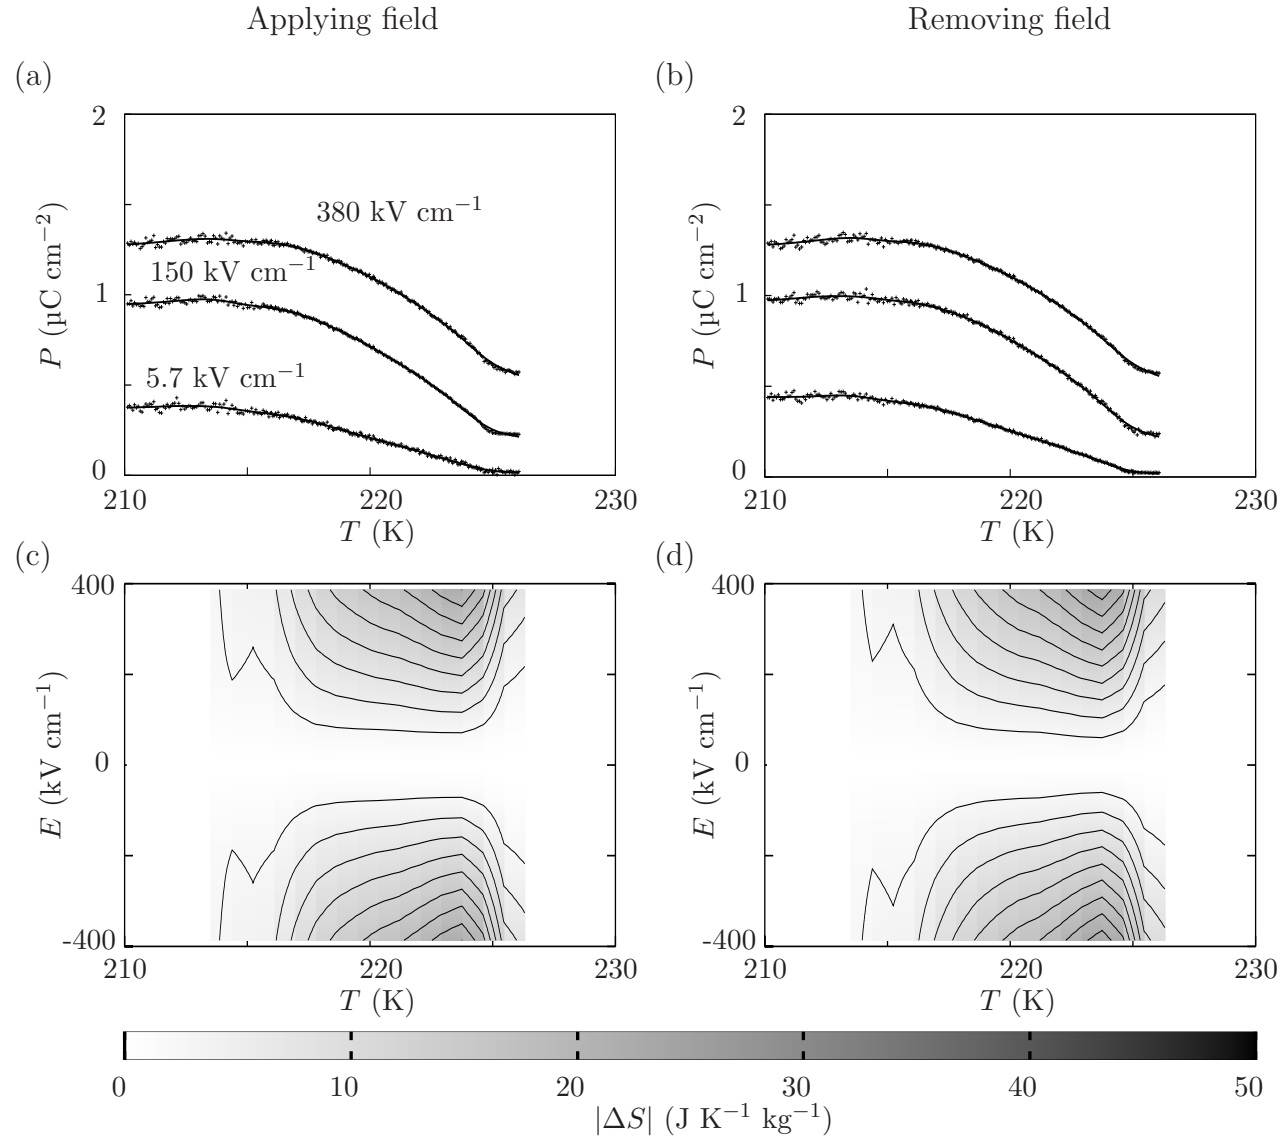 Applying field Removing field
(a) (b)
2 2
380 kV cm−1
150 kV cm−1
1 1
5.7 kV cm−1
0 0
P (µC cm−2) P (µC cm−2)
210 220 230 210 220 230
T (K) T (K)
(c) (d)
400 400
0 0
-400 -400
E (kV cm−1) E (kV cm−1)
210 220 230 210 220 230
T (K) T (K)
0 10 20 30 40 50
|ΔS| (J K−1 kg−1)